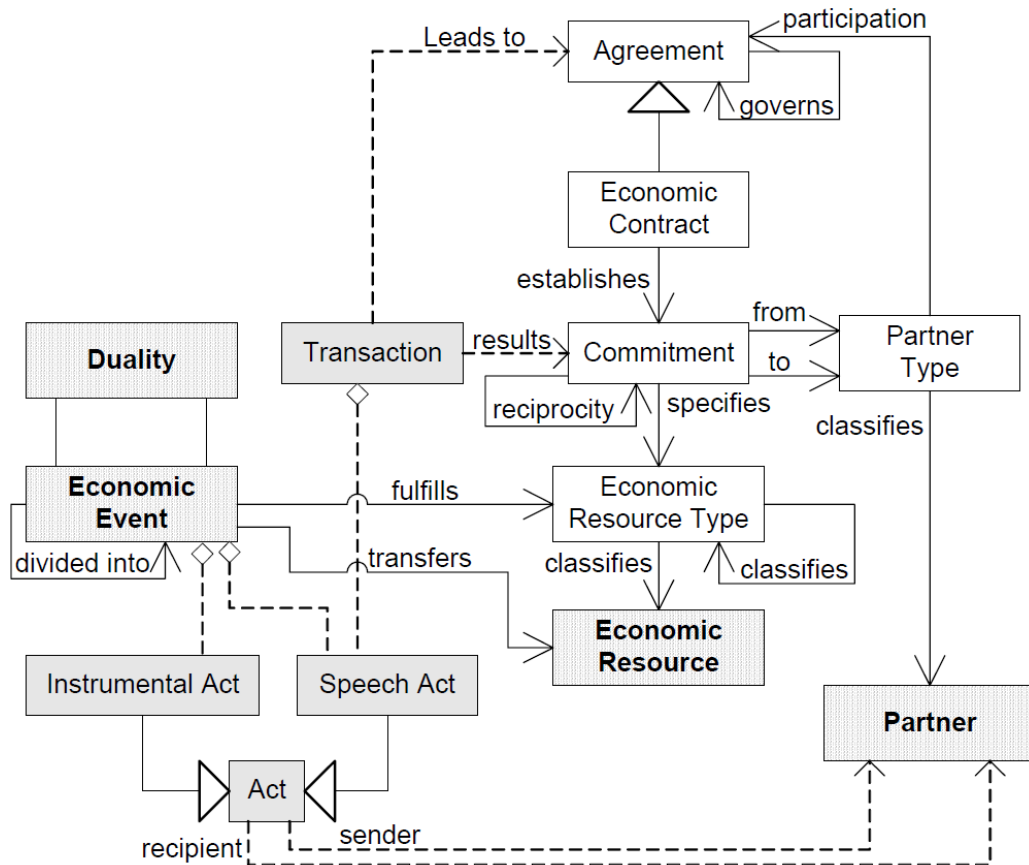 participation
Leads to
Agreement
governs
Economic
Contract
establishes
from
Duality
Transaction
results
Commitment
to
Partner
Type
reciprocity
specifies
classifies
Economic
Event
fulfills
Economic
Resource Type
divided into
transfers
classifies
classifies
Economic
Resource
Instrumental Act
Speech Act
Partner
Act
sender
recipient